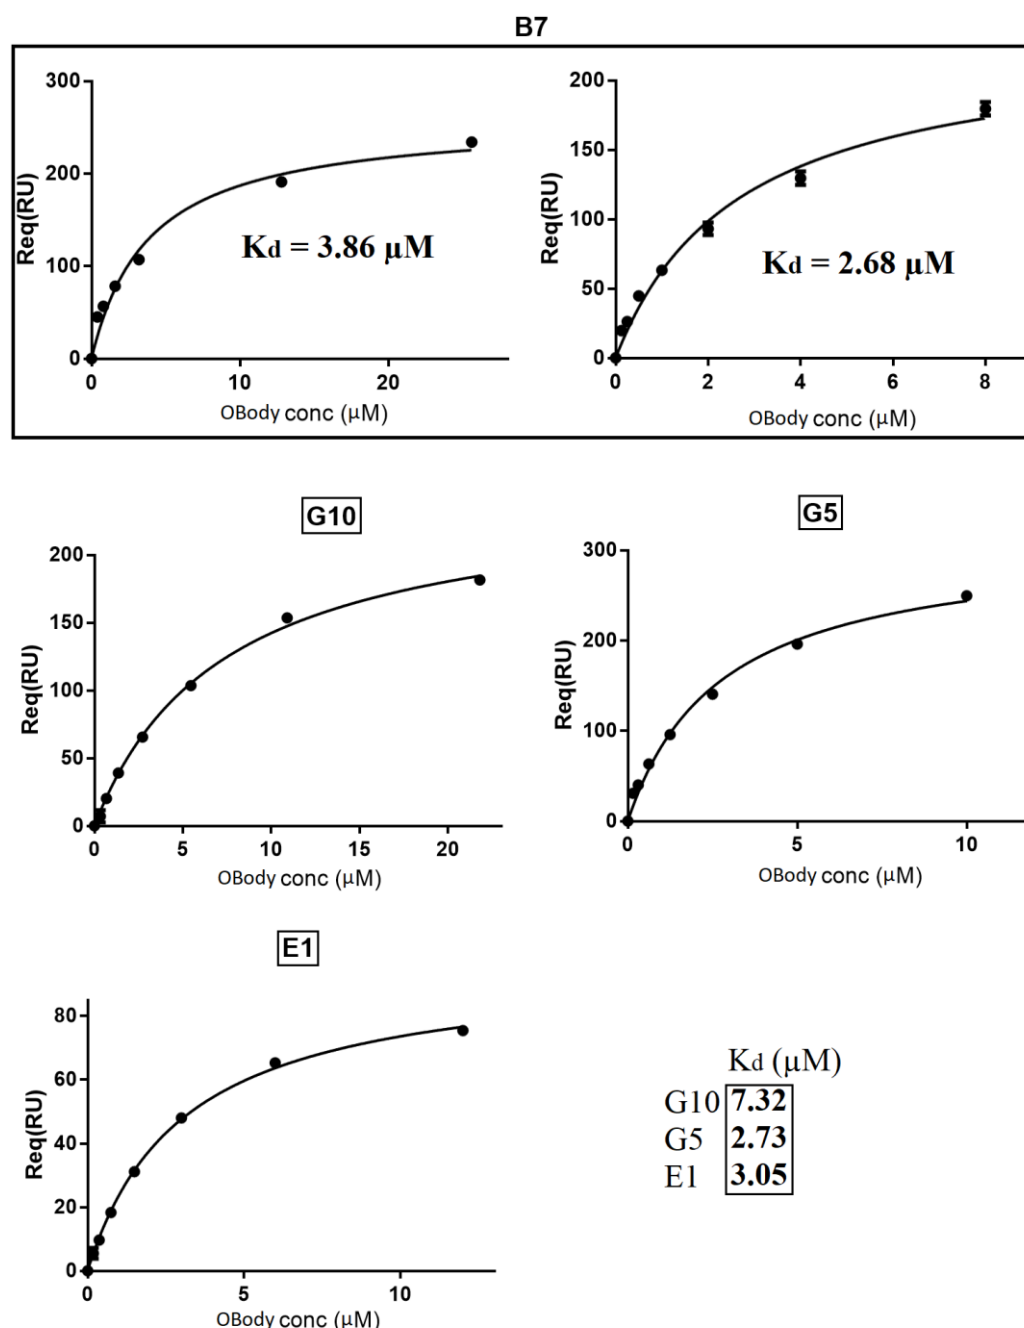 B7
300
200
100
0
Req(RU)
Kd = 3.86 µM
0 10 20
OBody conc (µM)
200
150
100
50
0
Req(RU)
Kd = 2.68 µM
0 2 4 6 8
OBody conc (µM)
G10
200
150
100
50
0
Req(RU)
0 5 10 15 20
OBody conc (µM)
G5
300
200
100
0
Req(RU)
0 5 10
OBody conc (µM)
E1
80
60
40
20
0
Req(RU)
0 5 10
OBody conc (µM)
Kd (µM)
G10 7.32
G5 2.73
E1 3.05